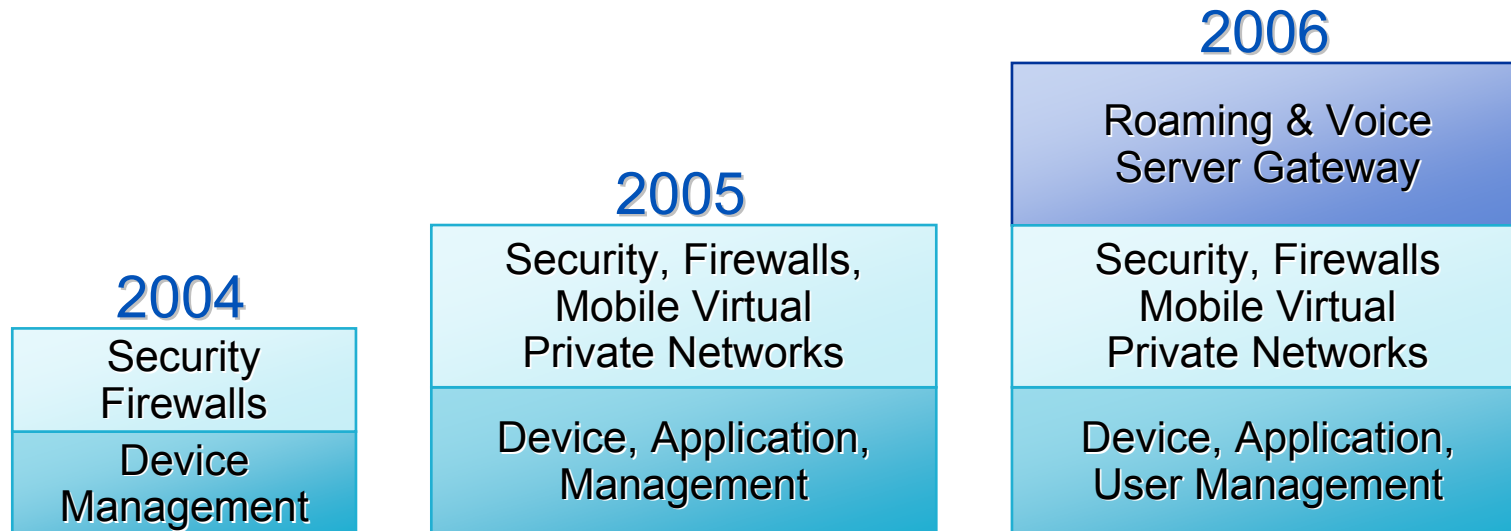 2004
Security
Firewalls
Device
Management
2005
Security, Firewalls,
Mobile Virtual
Private Networks
Device, Application,
Management
2006
Roaming & Voice
Server Gateway
Security, Firewalls
Mobile Virtual
Private Networks
Device, Application,
User Management